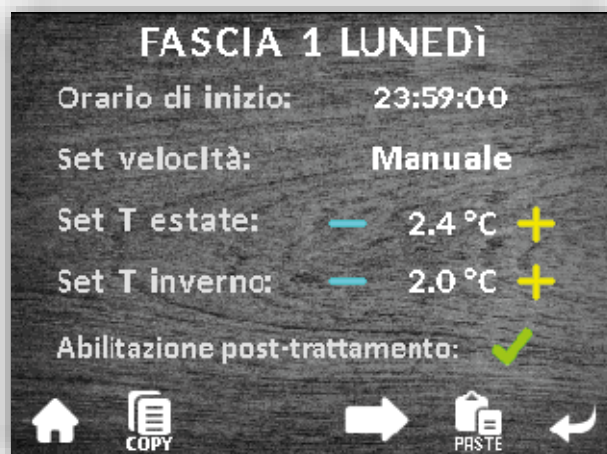 FASCIA 1 LUNEDì
Orario di inizio: 23:59:00
Set velocità: Manuale
Set T estate: − 2.4 °C +
Set T inverno: − 2.0 °C +
Abilitazione post-trattamento:
COPY PASTE